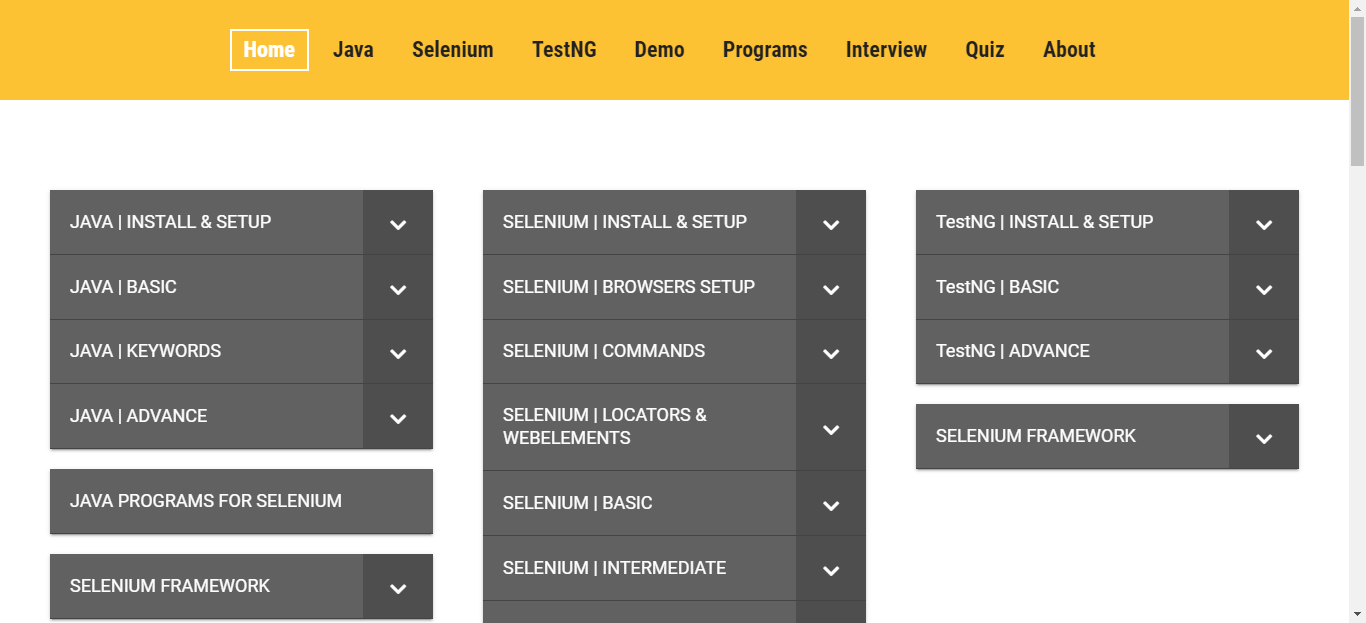 Home Java Selenium TestNG Demo Programs Interview Quiz About
JAVA | INSTALL & SETUP
JAVA | BASIC
JAVA | KEYWORDS
JAVA | ADVANCE
JAVA PROGRAMS FOR SELENIUM
SELENIUM FRAMEWORK
SELENIUM | INSTALL & SETUP
SELENIUM | BROWSERS SETUP
SELENIUM | COMMANDS
SELENIUM | LOCATORS &
WEBELEMENTS
SELENIUM | BASIC
SELENIUM | INTERMEDIATE
TestNG | INSTALL & SETUP
TestNG | BASIC
TestNG | ADVANCE
SELENIUM FRAMEWORK